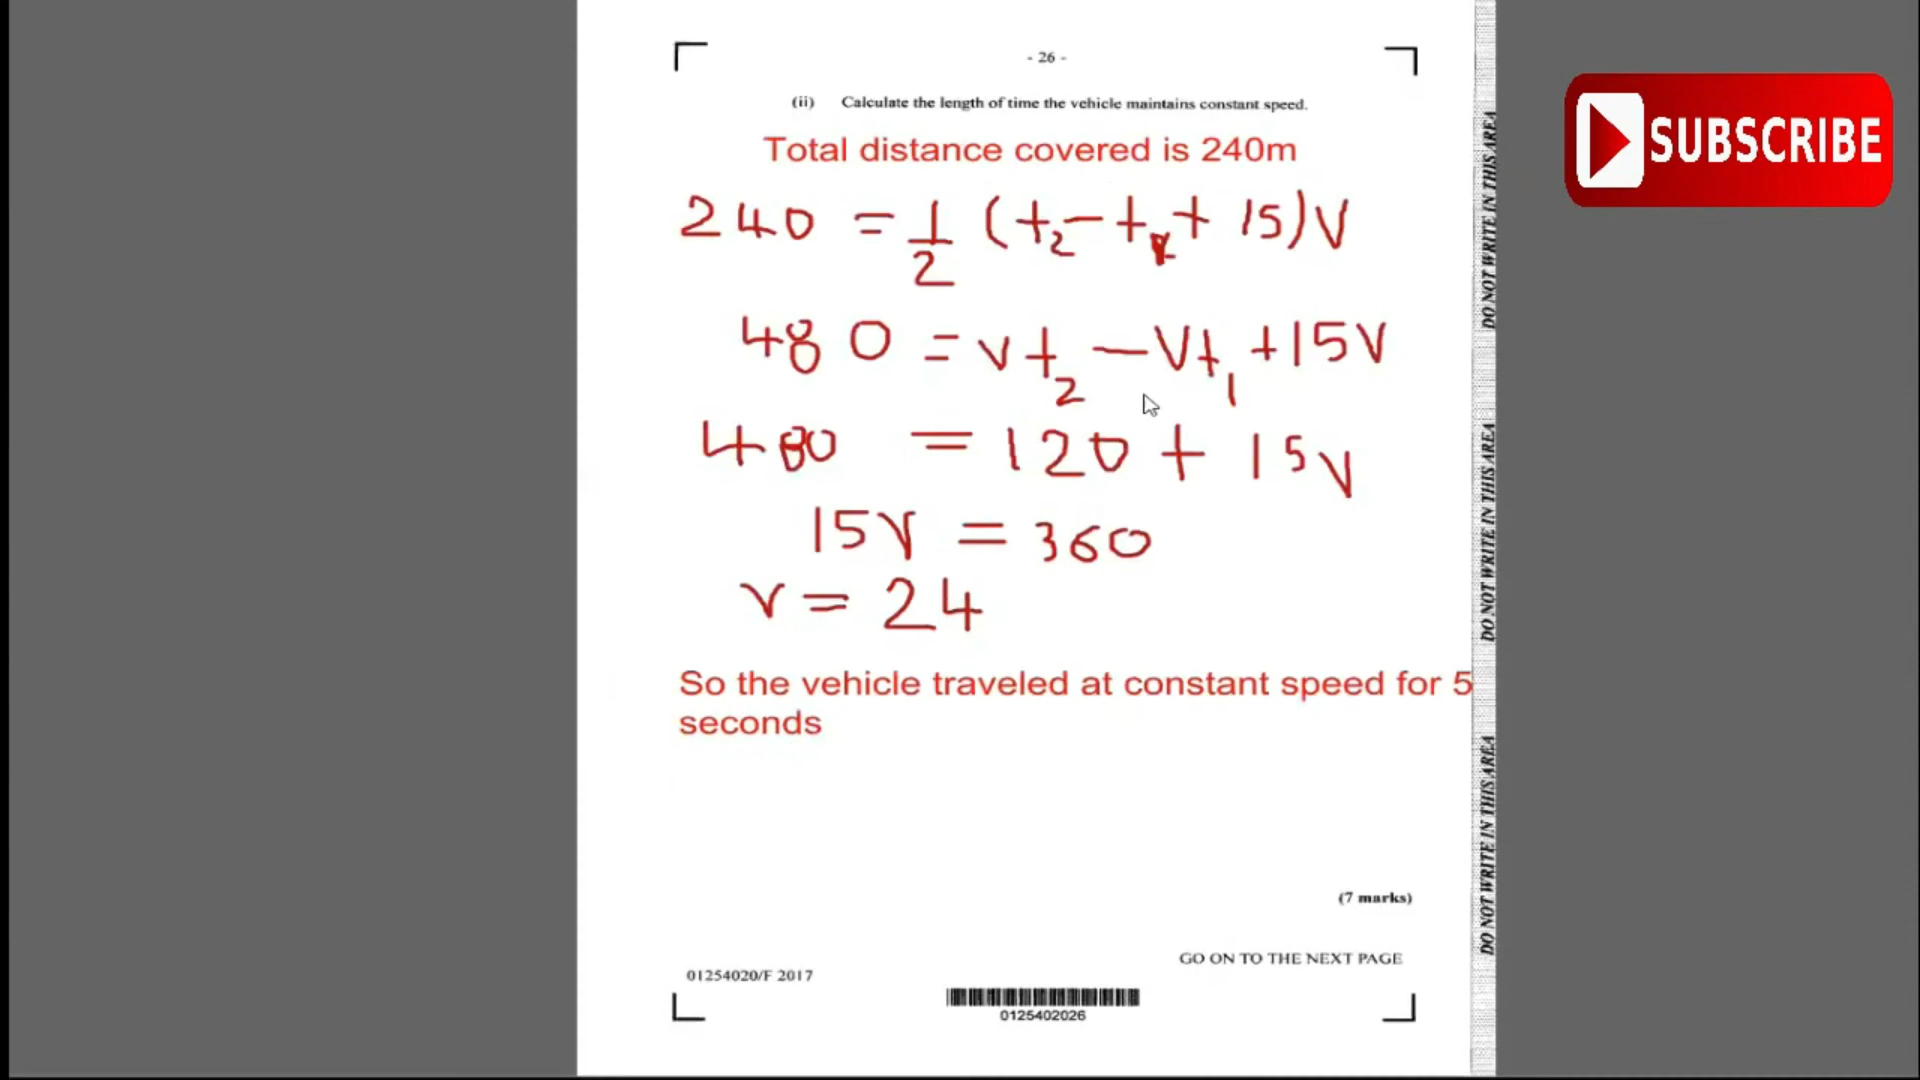 - 26 -
(ii) Calculate the length of time the vehicle maintains constant speed.
Total distance covered is 240m
240 = 1/2 (t₂ - t₁ + 15)V
480 = Vt₂ - Vt₁ + 15V
480 = 120 + 15V
15V = 360
V = 24
So the vehicle traveled at constant speed for 5
seconds
(7 marks)
GO ON TO THE NEXT PAGE
01254020/F 2017
0125402026
DO NOT WRITE IN THIS AREA
DO NOT WRITE IN THIS AREA
DO NOT WRITE IN THIS AREA
SUBSCRIBE